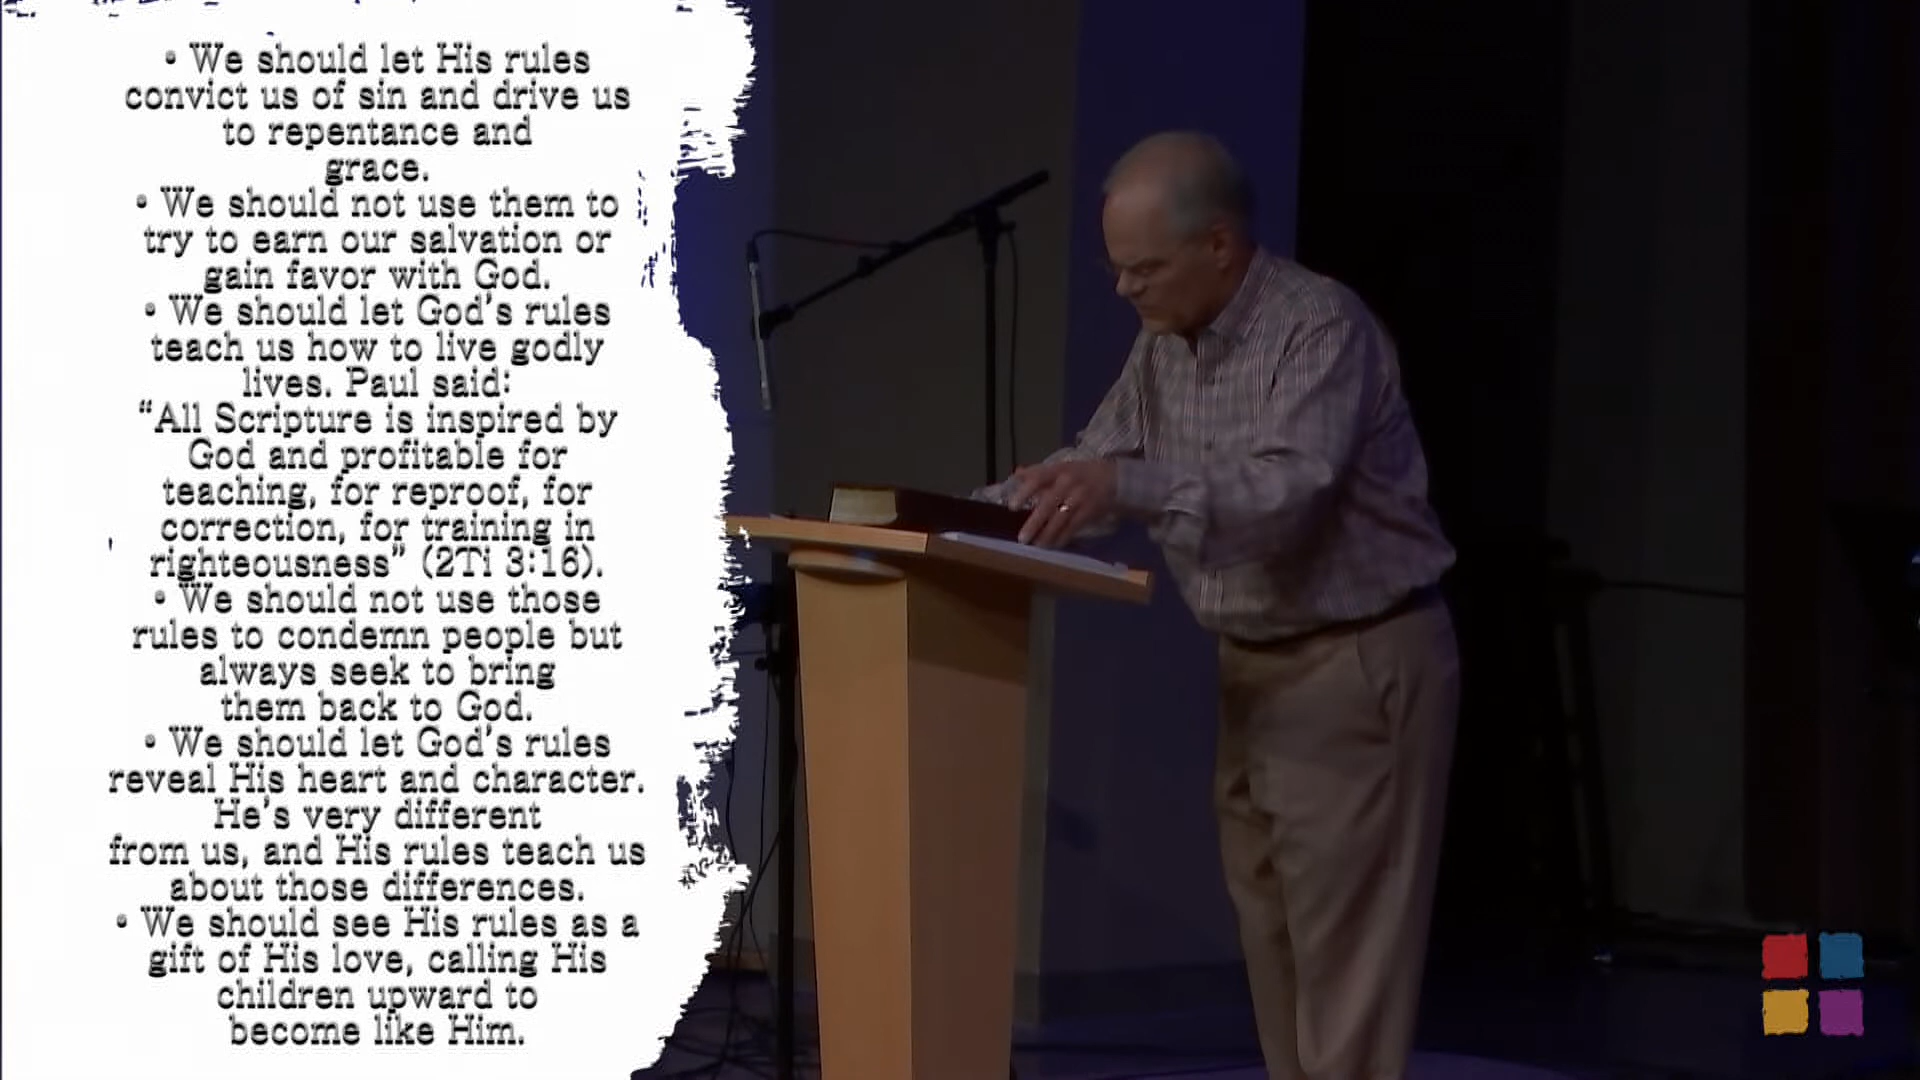 • We should let His rules
convict us of sin and drive us
to repentance and
grace.
• We should not use them to
try to earn our salvation or
gain favor with God.
• We should let God's rules
teach us how to live godly
lives. Paul said:
“All Scripture is inspired by
God and profitable for
teaching, for reproof, for
correction, for training in
righteousness” (2Ti 3:16).
• We should not use those
rules to condemn people but
always seek to bring
them back to God.
• We should let God's rules
reveal His heart and character.
He's very different
from us, and His rules teach us
about those differences.
• We should see His rules as a
gift of His love, calling His
children upward to
become like Him.